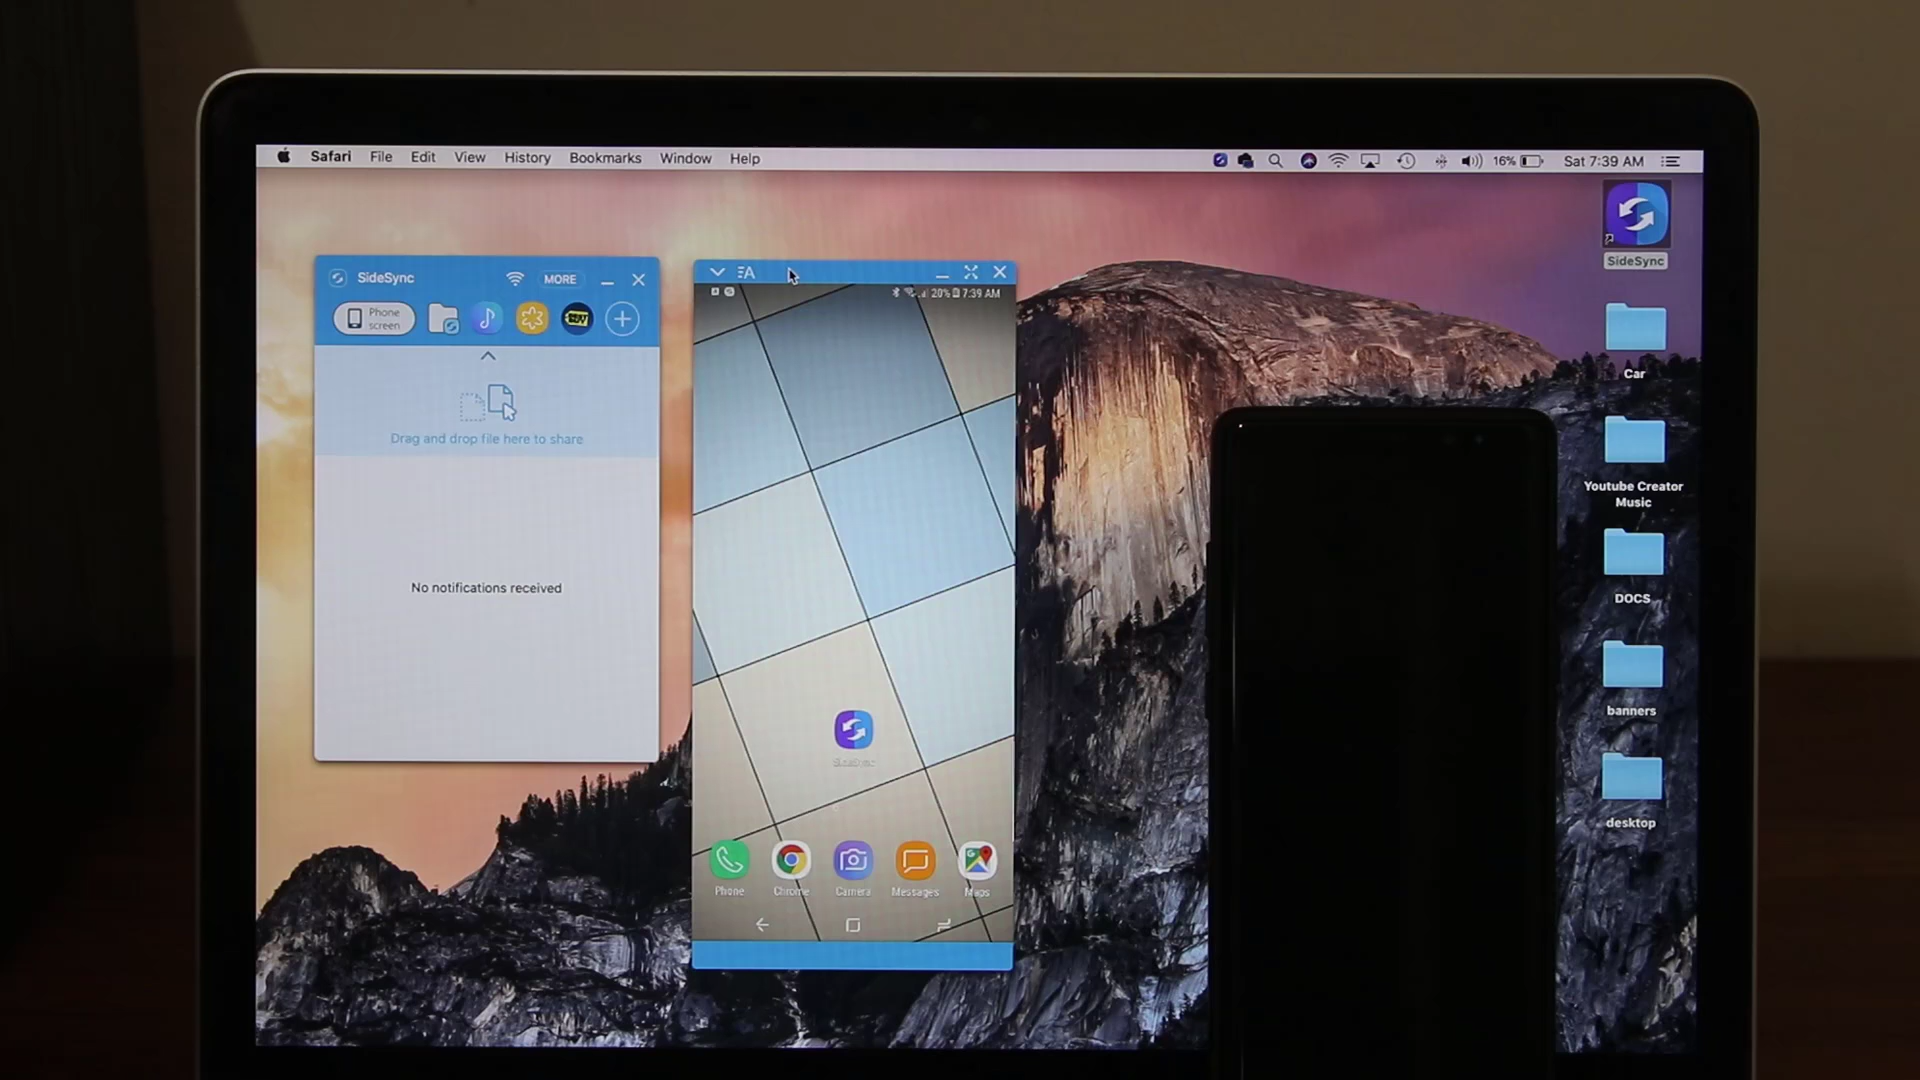 Safari File Edit View History Bookmarks Window Help 16% Sat 7:39 AM
SideSync MORE
Phone
screen
Drag and drop file here to share
No notifications received
A
20% 7:39 AM
SideSync
Phone Chrome Camera Messages Maps
SideSync
Car
Youtube Creator
Music
DOCS
banners
desktop